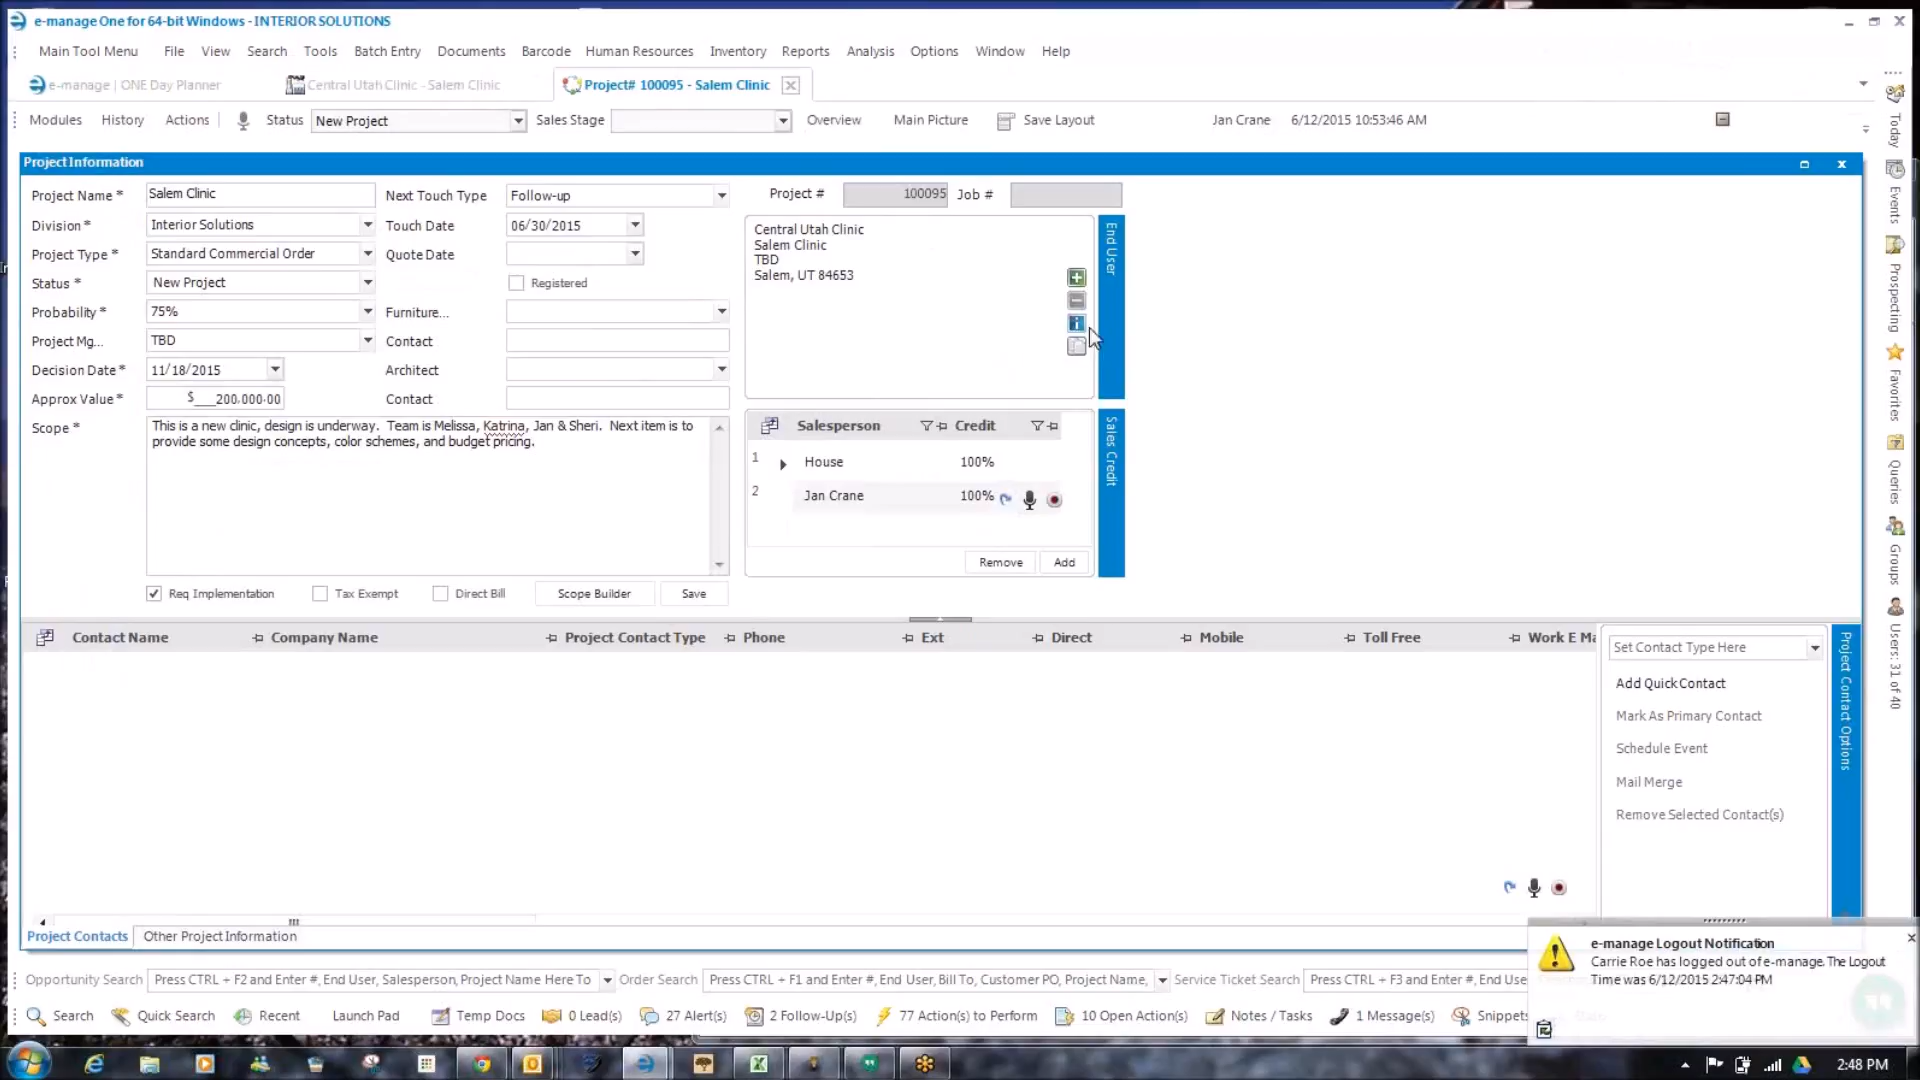 e-manage One for 64-bit Windows - INTERIOR SOLUTIONS
Main Tool Menu File View Search Tools Batch Entry Documents Barcode Human Resources Inventory Reports Analysis Options Window Help
e-manage | ONE Day Planner Central Utah Clinic - Salem Clinic Project# 100095 - Salem Clinic
Modules History Actions Status New Project Sales Stage Overview Main Picture Save Layout Jan Crane 6/12/2015 10:53:46 AM
Project Information
Project Name * Salem Clinic Next Touch Type Follow-up Project # 100095 Job #
Division * Interior Solutions Touch Date 06/30/2015
Project Type * Standard Commercial Order Quote Date
Status * New Project Registered
Probability * 75% Furniture...
Project Mg... TBD Contact
Decision Date * 11/18/2015 Architect
Approx Value * $___200,000.00 Contact
Scope * This is a new clinic, design is underway. Team is Melissa, Katrina, Jan & Sheri. Next item is to
provide some design concepts, color schemes, and budget pricing.
Central Utah Clinic
Salem Clinic
TBD
Salem, UT 84653
End User
Salesperson Credit
1 House 100%
2 Jan Crane 100%
Remove Add
Sales Credit
Req Implementation Tax Exempt Direct Bill Scope Builder Save
Contact Name Company Name Project Contact Type Phone Ext Direct Mobile Toll Free Work E Ma
Set Contact Type Here
Add Quick Contact
Mark As Primary Contact
Schedule Event
Mail Merge
Remove Selected Contact(s)
Project Contact Options
Today
Events
Prospecting
Favorites
Queries
Groups
Users: 31 of 40
Project Contacts Other Project Information
e-manage Logout Notification
Carrie Roe has logged out of e-manage. The Logout
Time was 6/12/2015 2:47:04 PM
Opportunity Search Press CTRL + F2 and Enter #, End User, Salesperson, Project Name Here To Order Search Press CTRL + F1 and Enter #, End User, Bill To, Customer PO, Project Name, Service Ticket Search Press CTRL + F3 and Enter #, End User
Search Quick Search Recent Launch Pad Temp Docs 0 Lead(s) 27 Alert(s) 2 Follow-Up(s) 77 Action(s) to Perform 10 Open Action(s) Notes / Tasks 1 Message(s) Snippets
2:48 PM